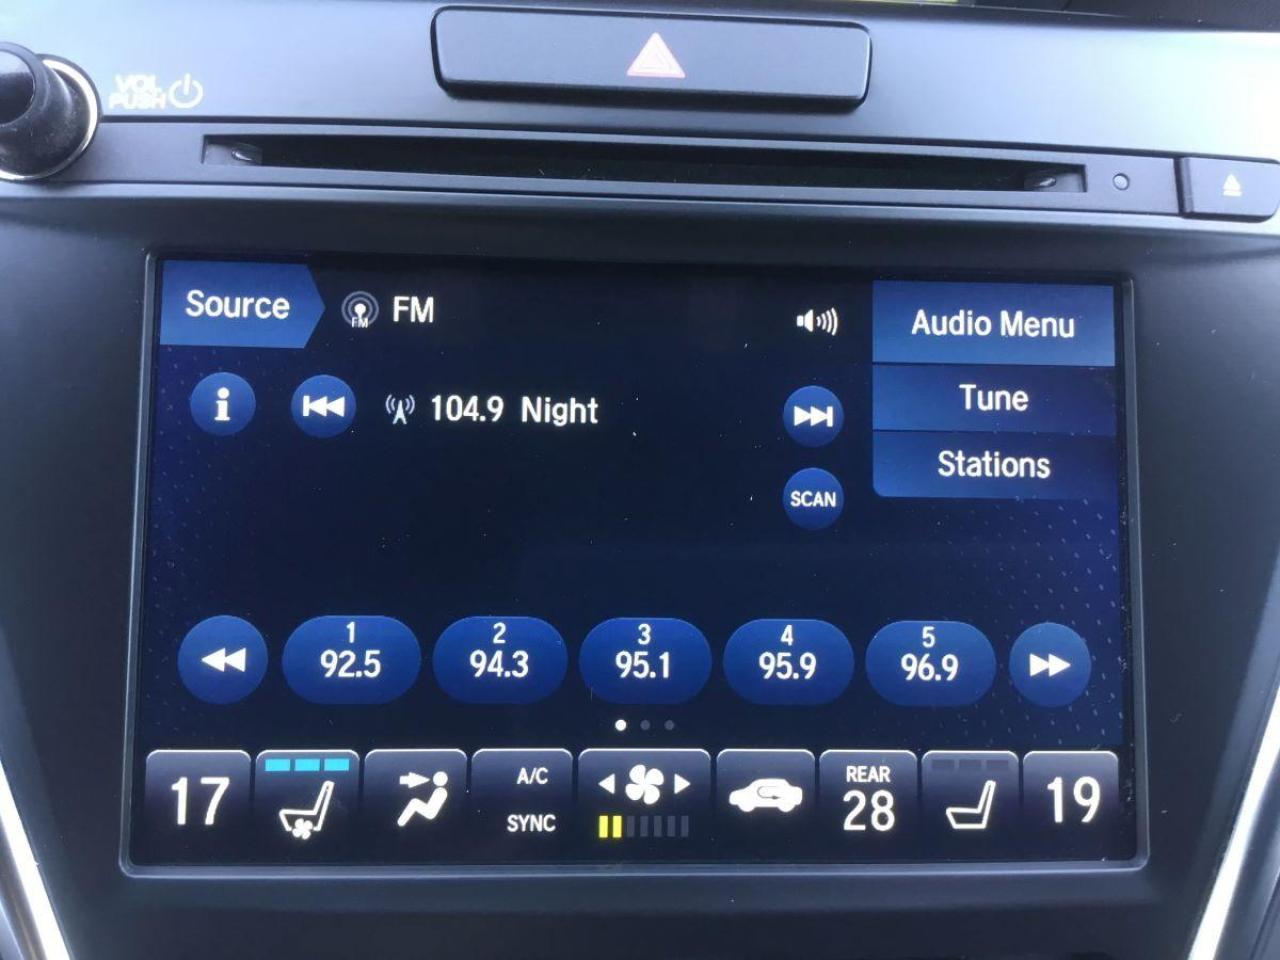 VOL
PUSH
Source
FM
FM
Audio Menu
i
104.9 Night
Tune
Stations
SCAN
1
92.5
2
94.3
3
95.1
4
95.9
5
96.9
17
A/C
SYNC
REAR
28
19